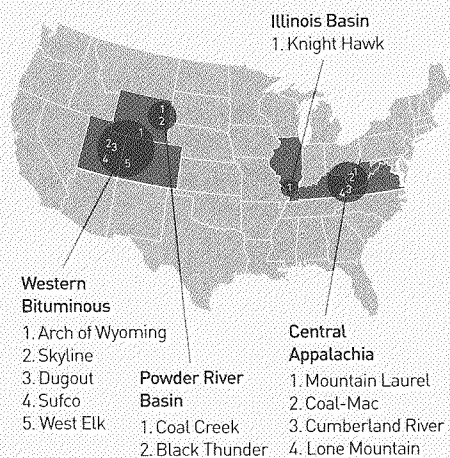 Illinois Basin
1. Knight Hawk
1
2
1
2 3
4 5
1
1
2
3
4
Western
Bituminous
1. Arch of Wyoming
2. Skyline
3. Dugout
4. Sufco
5. West Elk
Powder River
Basin
1. Coal Creek
2. Black Thunder
Central
Appalachia
1. Mountain Laurel
2. Coal-Mac
3. Cumberland River
4. Lone Mountain